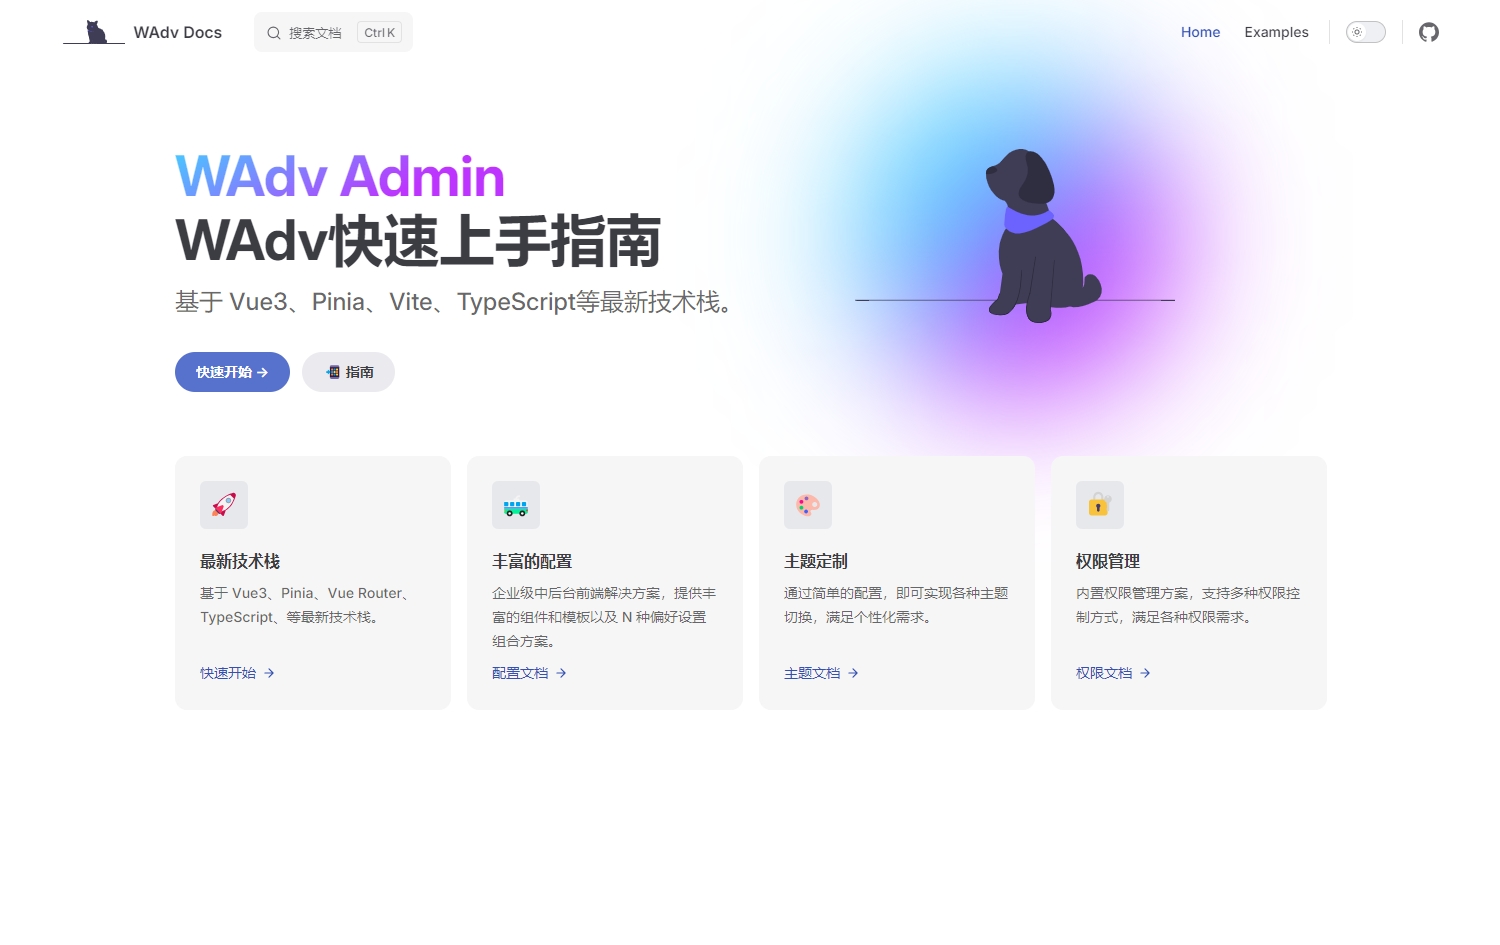 WAdv Docs
搜索文档
Ctrl K
Home
Examples
WAdv Admin
WAdv快速上手指南
基于 Vue3、Pinia、Vite、TypeScript等最新技术栈。
快速开始 →
指南
最新技术栈
基于 Vue3、Pinia、Vue Router、
TypeScript、等最新技术栈。
快速开始 →
丰富的配置
企业级中后台前端解决方案，提供丰
富的组件和模板以及 N 种偏好设置
组合方案。
配置文档 →
主题定制
通过简单的配置，即可实现各种主题
切换，满足个性化需求。
主题文档 →
权限管理
内置权限管理方案，支持多种权限控
制方式，满足各种权限需求。
权限文档 →